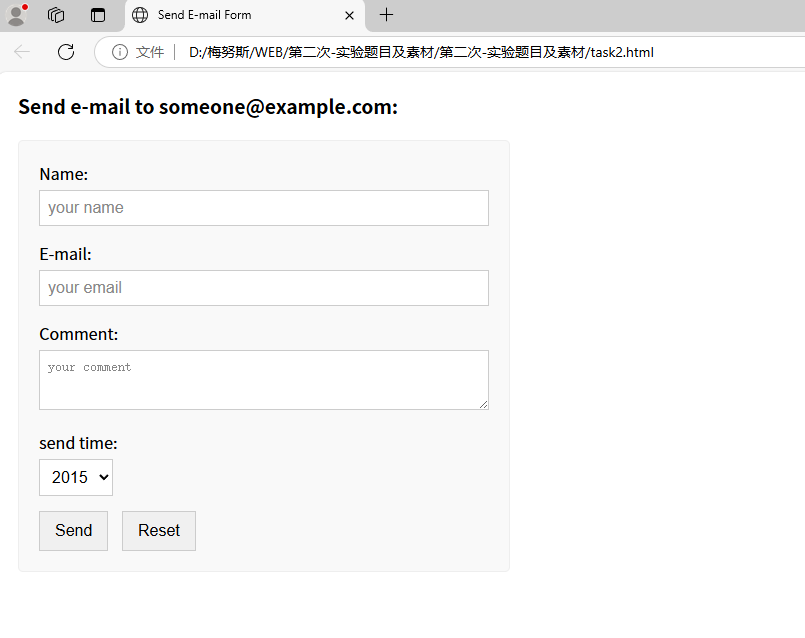 Send E-mail Form
文件 D:/梅努斯/WEB/第二次-实验题目及素材/第二次-实验题目及素材/task2.html
Send e-mail to someone@example.com:
Name:
your name
E-mail:
your email
Comment:
your comment
send time:
2015
Send Reset